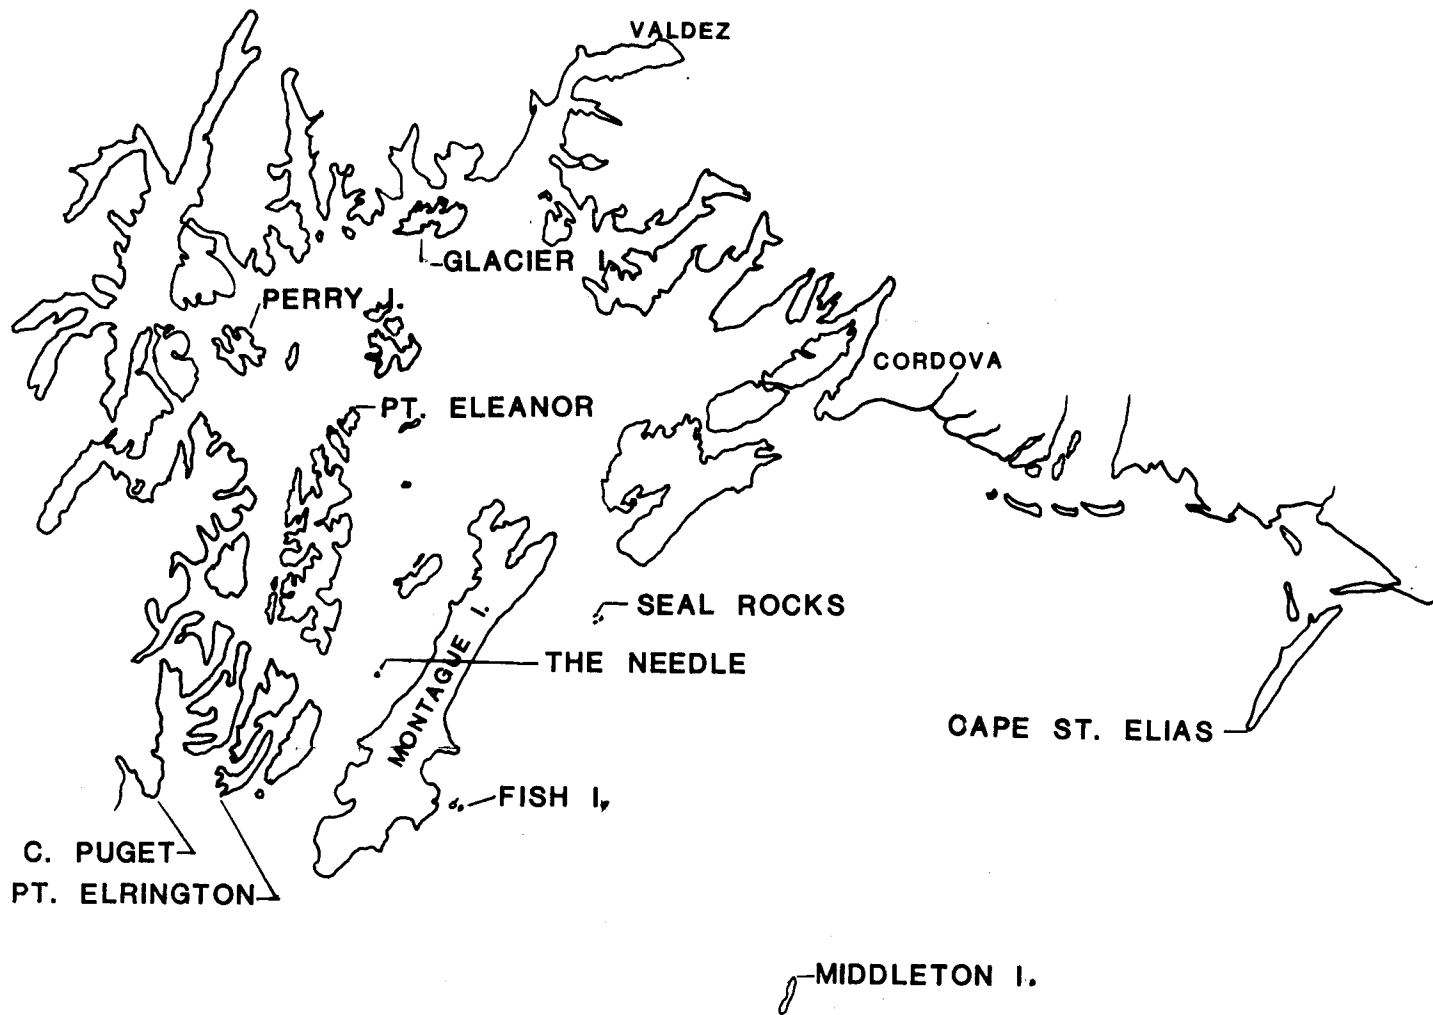 VALDEZ
GLACIER I.
PERRY I.
CORDOVA
PT. ELEANOR
SEAL ROCKS
THE NEEDLE
MONTAGUE I.
CAPE ST. ELIAS
FISH I.
C. PUGET
PT. ELRINGTON
MIDDLETON I.